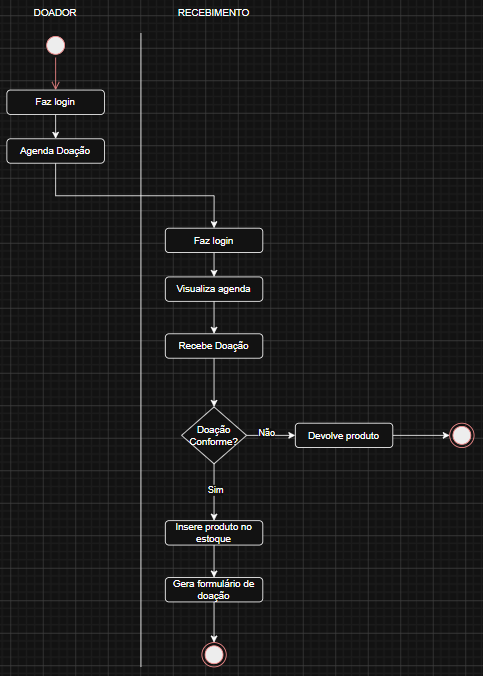 DOADOR
RECEBIMENTO
Faz login
Agenda Doação
Faz login
Visualiza agenda
Recebe Doação
Doação
Conforme?
Não
Devolve produto
Sim
Insere produto no
estoque
Gera formulário de
doação